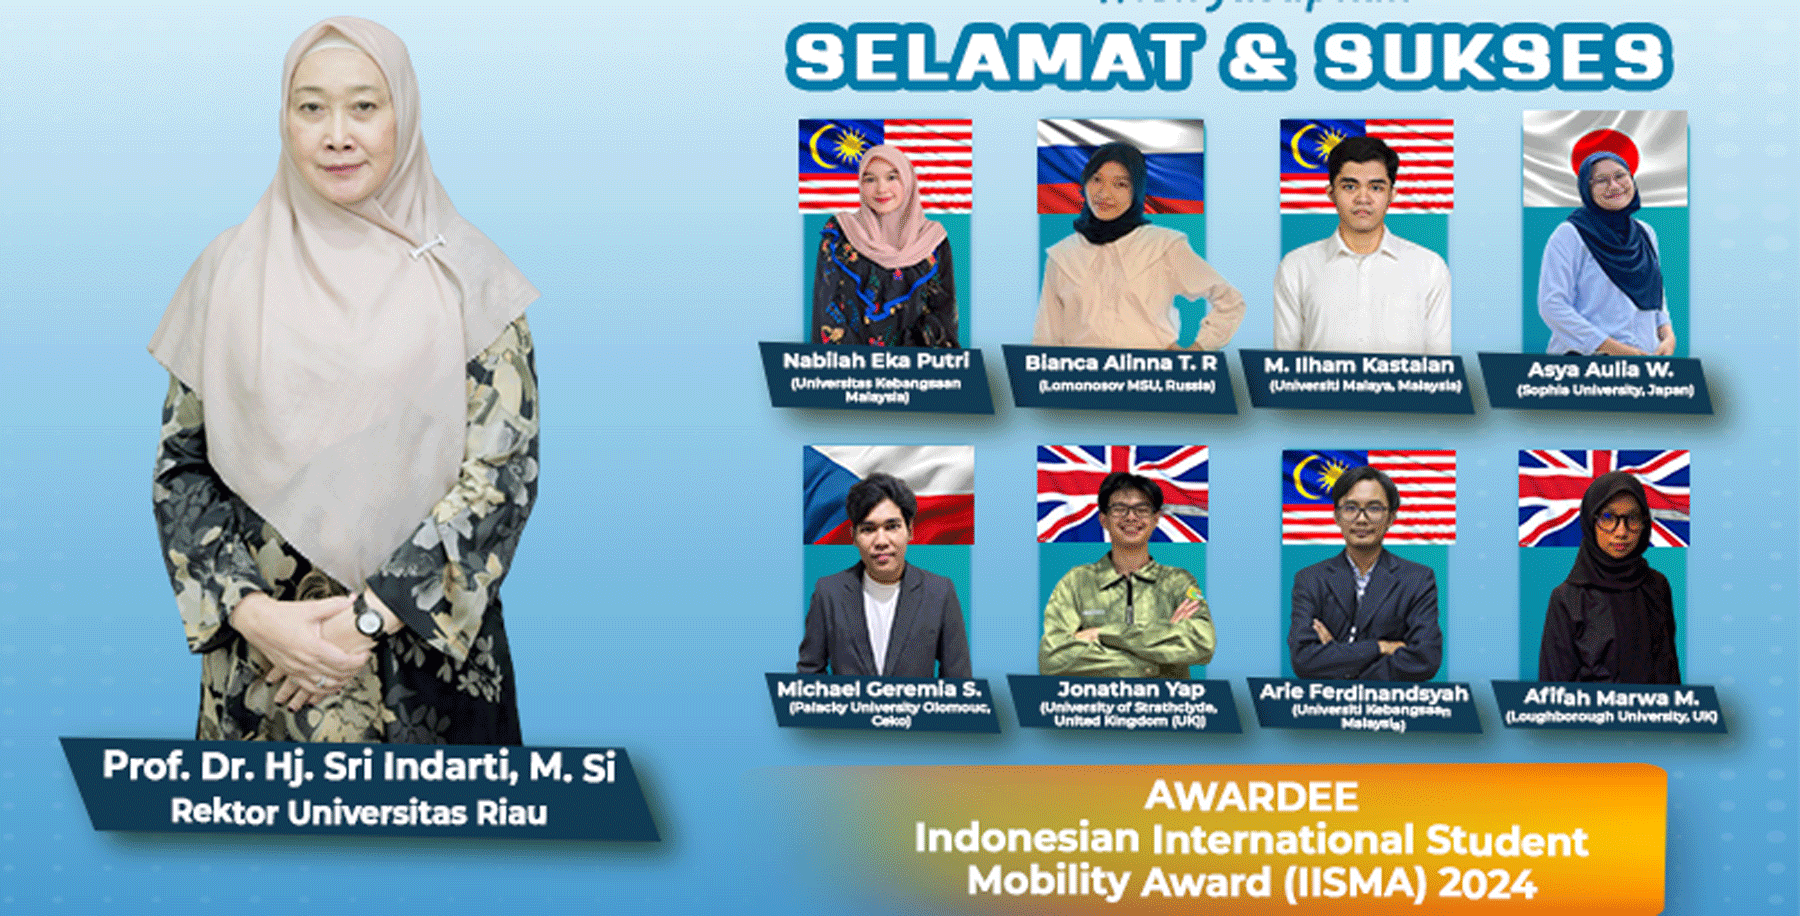 SELAMAT & SUKSES
Nabilah Eka Putri
(Universitas Kebangsaan
Malaysia)
Bianca Alinna T. R
(Lomonosov MSU, Russia)
M. Ilham Kastalan
(Universiti Malaya, Malaysia)
Asya Aulia W.
(Sophia University, Japan)
Michael Geremia S.
(Palacky University Olomouc,
Ceko)
Jonathan Yap
(University of Strathclyde,
United Kingdom (UK))
Arie Ferdinandsyah
(Universiti Kebangsaan
Malaysia)
Afifah Marwa M.
(Loughborough University, UK)
Prof. Dr. Hj. Sri Indarti, M. Si
Rektor Universitas Riau
AWARDEE
Indonesian International Student
Mobility Award (IISMA) 2024